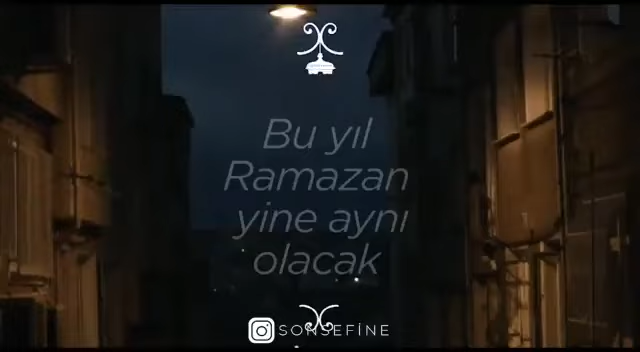 Bu yıl
Ramazan
yine aynı
olacak
SONSEFİNE